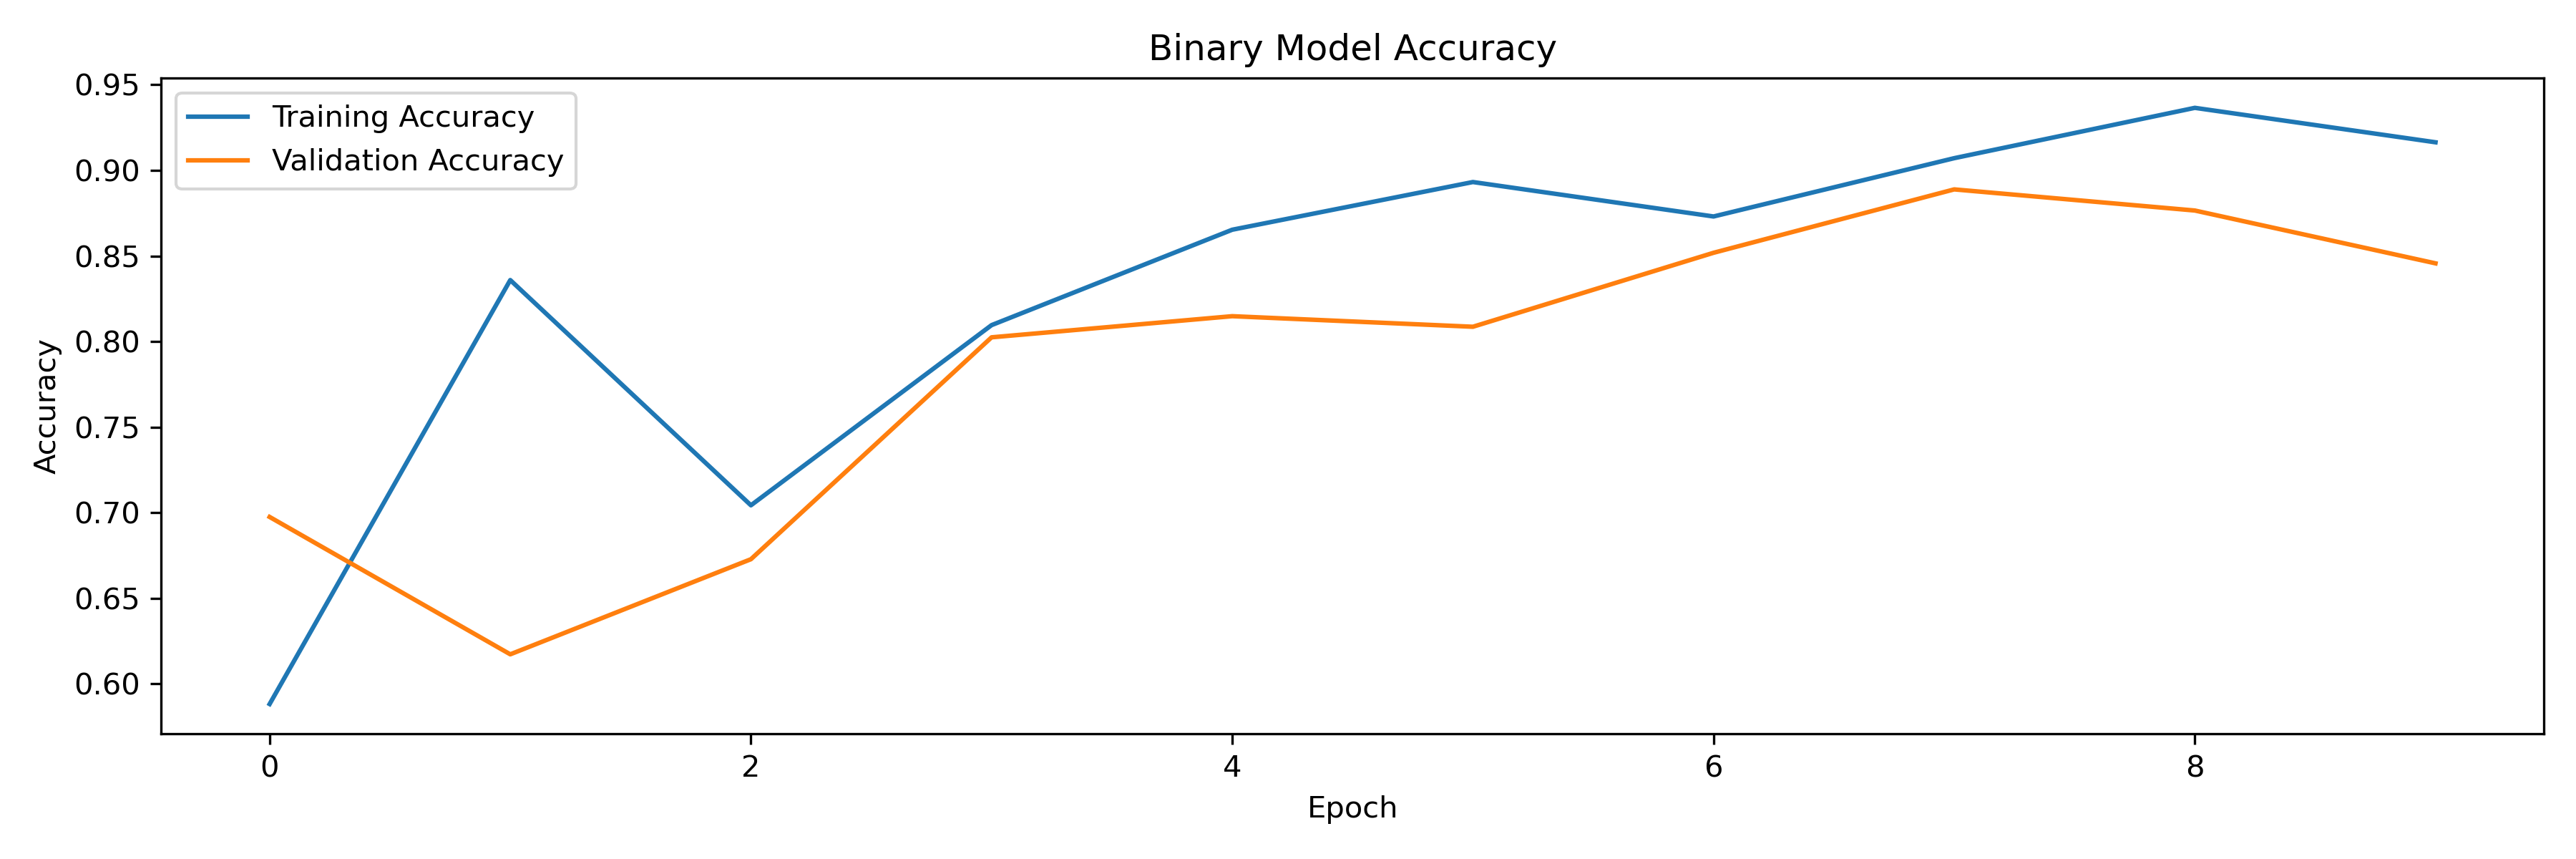 Binary Model Accuracy
Training Accuracy
Validation Accuracy
0.95
0.90
0.85
0.80
0.75
0.70
0.65
0.60
Accuracy
0 2 4 6 8
Epoch